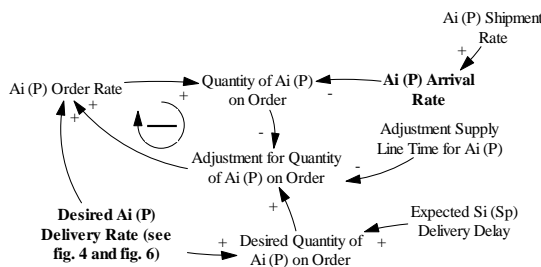 Ai (P) Shipment
Rate
+
Ai (P) Order Rate
+
+
+
Quantity of Ai (P)
on Order
-
Ai (P) Arrival
Rate
-
Adjustment for Quantity
of Ai (P) on Order
-
Adjustment Supply
Line Time for Ai (P)
+
Desired Ai (P)
Delivery Rate (see
fig. 4 and fig. 6)
+
Desired Quantity of
Ai (P) on Order
+
Expected Si (Sp)
Delivery Delay